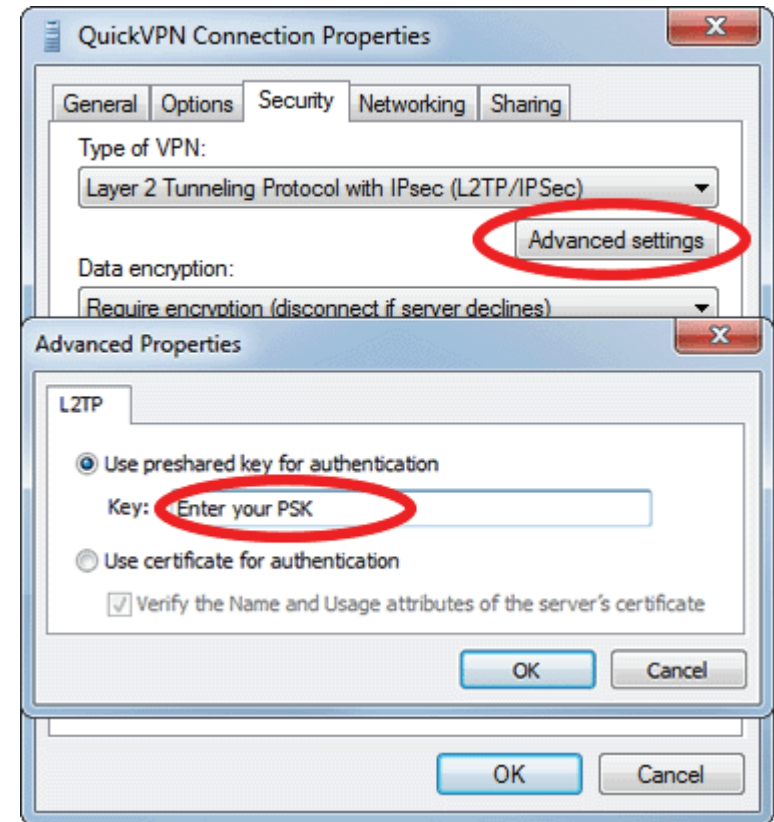 QuickVPN Connection Properties
General Options Security Networking Sharing
Type of VPN:
Layer 2 Tunneling Protocol with IPsec (L2TP/IPSec)
Advanced settings
Data encryption:
Require encryption (disconnect if server declines)
Advanced Properties
L2TP
Use preshared key for authentication
Key: Enter your PSK
Use certificate for authentication
Verify the Name and Usage attributes of the server's certificate
OK Cancel
OK Cancel